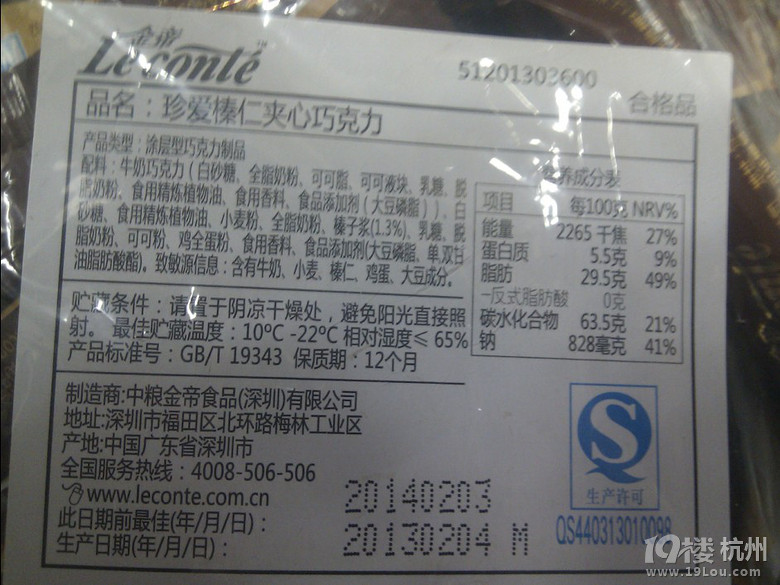 金帝
Le conté™
51201303600
合格品
品名：珍爱榛仁夹心巧克力
产品类型：涂层型巧克力制品
配料：牛奶巧克力（白砂糖、全脂奶粉、可可脂、可可液块、乳糖、脱
脂奶粉、食用精炼植物油、食用香料、食品添加剂（大豆磷脂））、白
砂糖、食用精炼植物油、小麦粉、全脂奶粉、榛子浆(1.3%)、乳糖、脱
脂奶粉、可可粉、鸡全蛋粉、食用香料、食品添加剂(大豆磷脂、单,双甘
油脂肪酸酯)。致敏源信息：含有牛奶、小麦、榛仁、鸡蛋、大豆成分。
营养成分表
项目 每100克 NRV%
能量 2265 千焦 27%
蛋白质 5.5克 9%
脂肪 29.5克 49%
-反式脂肪酸 0克
碳水化合物 63.5克 21%
钠 828毫克 41%
贮藏条件：请置于阴凉干燥处，避免阳光直接照
射。 最佳贮藏温度：10°C -22°C 相对湿度≤ 65%
产品标准号：GB/T 19343 保质期：12个月
制造商:中粮金帝食品(深圳)有限公司
地址:深圳市福田区北环路梅林工业区
产地:中国广东省深圳市
全国服务热线：4008-506-506
www.leconte.com.cn
此日期前最佳(年/月/日)： 20140203
生产日期(年/月/日)： 20130204 M
生产许可
QS440313010098
19楼杭州
www.19Lou.com